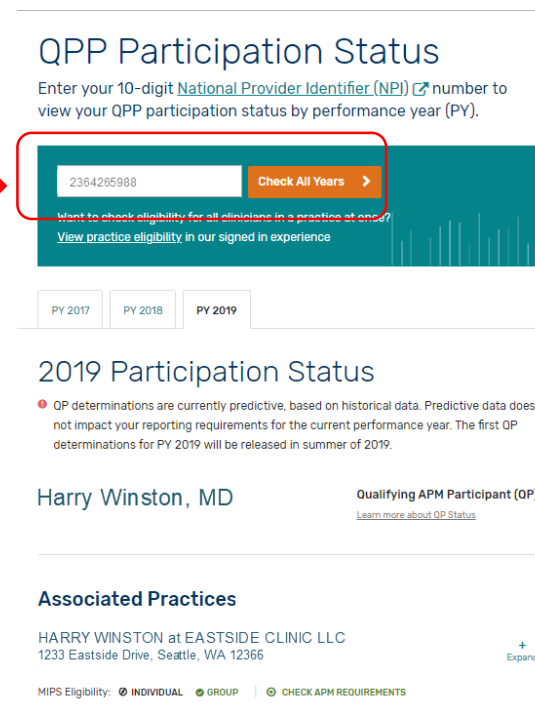 QPP Participation Status
Enter your 10-digit National Provider Identifier (NPI) number to
view your QPP participation status by performance year (PY).
2364265988
Check All Years
Want to check eligibility for all clinicians in a practice at once?
View practice eligibility in our signed in experience
PY 2017 PY 2018 PY 2019
2019 Participation Status
QP determinations are currently predictive, based on historical data. Predictive data does
not impact your reporting requirements for the current performance year. The first QP
determinations for PY 2019 will be released in summer of 2019.
Harry Winston, MD
Qualifying APM Participant (QP)
Learn more about QP Status
Associated Practices
HARRY WINSTON at EASTSIDE CLINIC LLC
1233 Eastside Drive, Seattle, WA 12366
+
Expan
MIPS Eligibility: INDIVIDUAL GROUP CHECK APM REQUIREMENTS